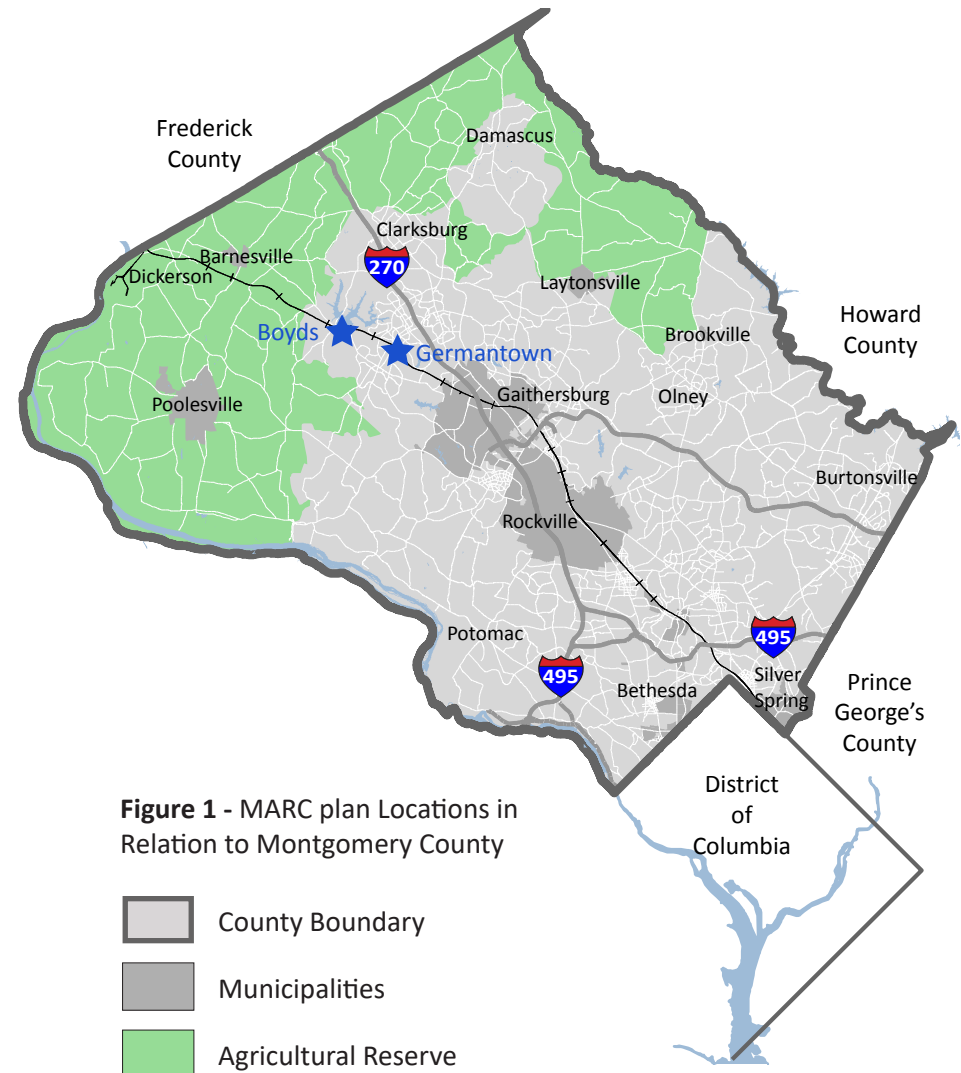 Frederick
County
Damascus
Clarksburg
270
Barnesville
Dickerson
Laytonsville
Boyds
Germantown
Brookville
Howard
County
Gaithersburg
Olney
Poolesville
Burtonsville
Rockville
Potomac
495
495
Bethesda
Silver
Spring
Prince
George's
County
District
of
Columbia
Figure 1 - MARC plan Locations in
Relation to Montgomery County
County Boundary
Municipalities
Agricultural Reserve